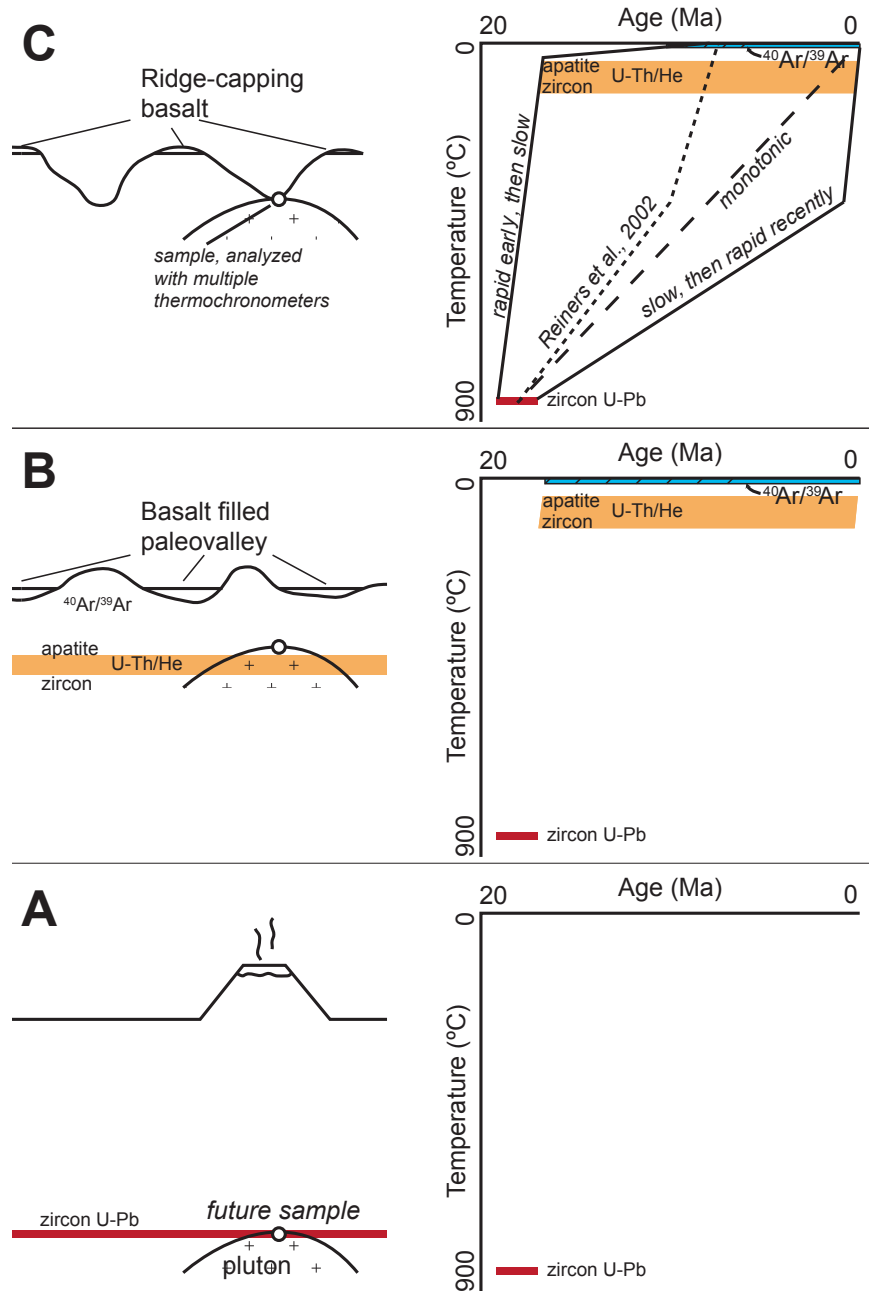 C
Ridge-capping
basalt
sample, analyzed
with multiple
thermochronometers
20
Age (Ma)
0
0
Temperature (ºC)
900
⁴⁰Ar/³⁹Ar
apatite
zircon
U-Th/He
rapid early, then slow
Reiners et al., 2002
monotonic
slow, then rapid recently
zircon U-Pb
B
Basalt filled
paleovalley
⁴⁰Ar/³⁹Ar
apatite
U-Th/He
zircon
20
Age (Ma)
0
0
Temperature (ºC)
900
⁴⁰Ar/³⁹Ar
apatite
zircon
U-Th/He
zircon U-Pb
A
zircon U-Pb
future sample
pluton
20
Age (Ma)
0
0
Temperature (ºC)
900
zircon U-Pb